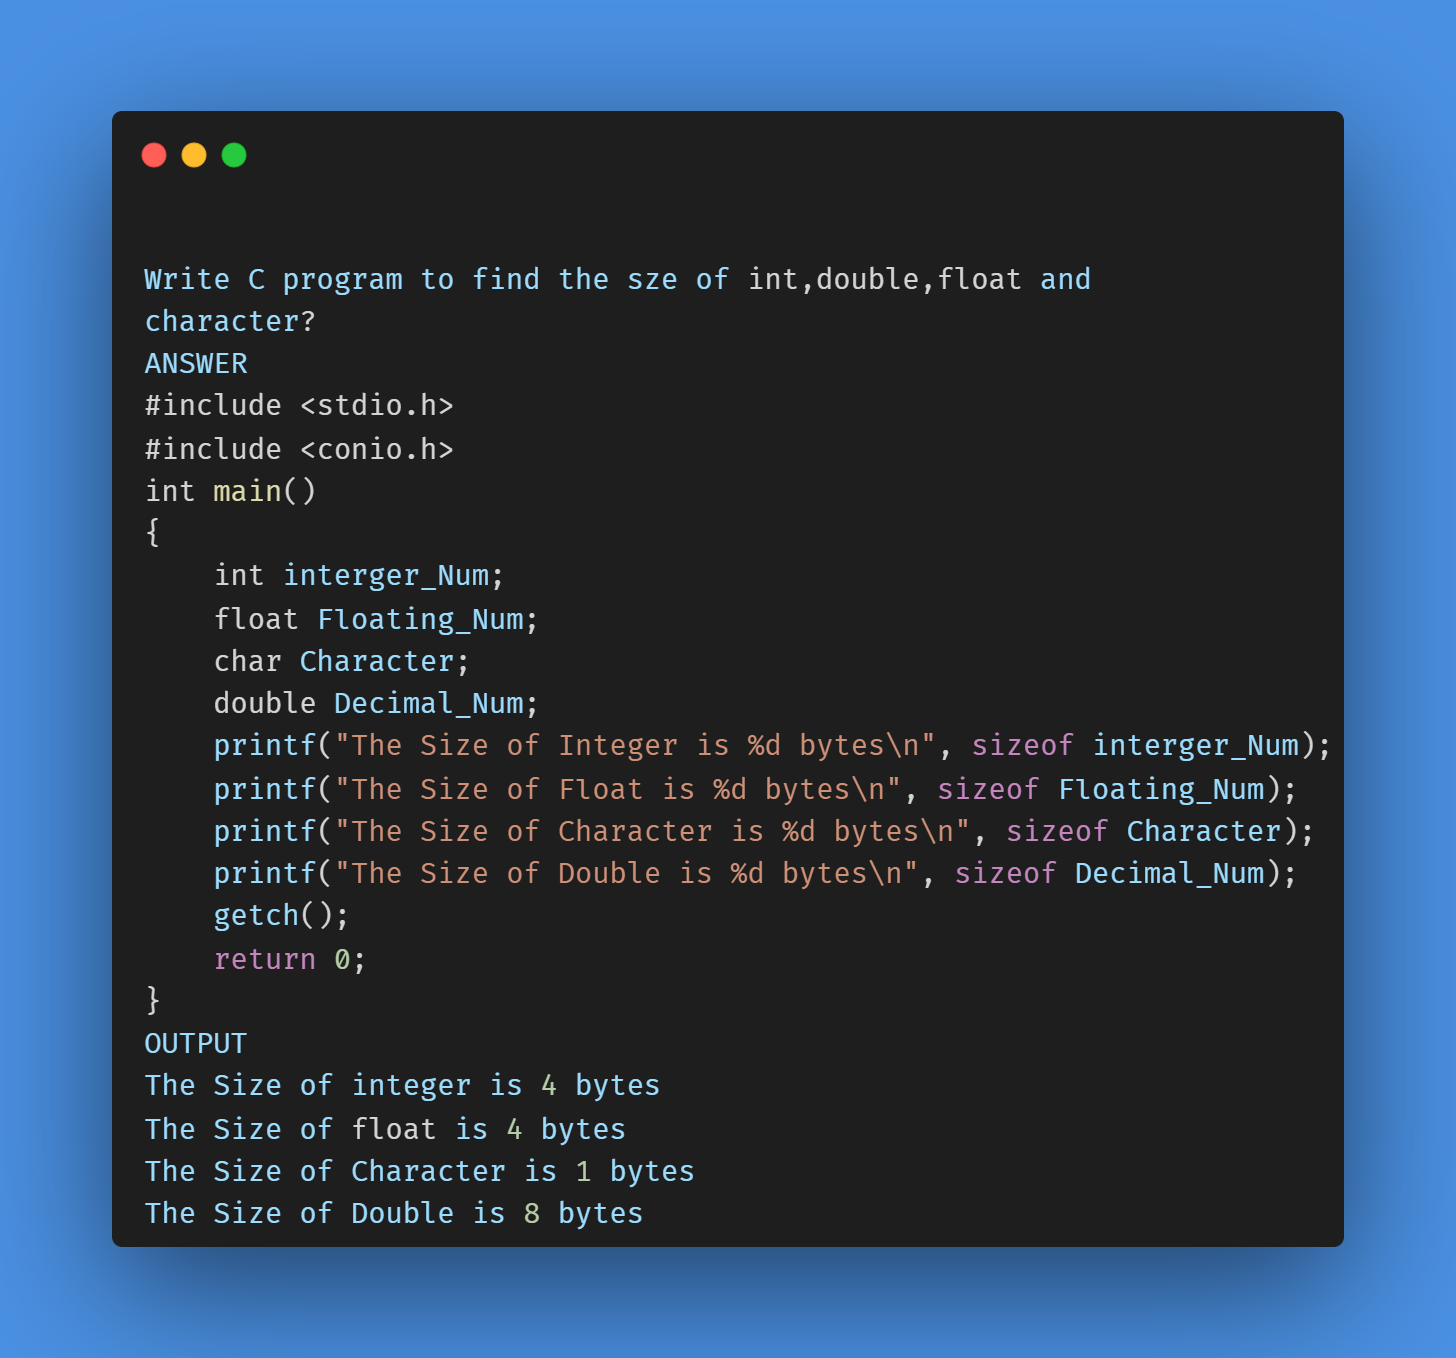 Write C program to find the sze of int,double,float and
character?
ANSWER
#include <stdio.h>
#include <conio.h>
int main()
{
    int interger_Num;
    float Floating_Num;
    char Character;
    double Decimal_Num;
    printf("The Size of Integer is %d bytes\n", sizeof interger_Num);
    printf("The Size of Float is %d bytes\n", sizeof Floating_Num);
    printf("The Size of Character is %d bytes\n", sizeof Character);
    printf("The Size of Double is %d bytes\n", sizeof Decimal_Num);
    getch();
    return 0;
}
OUTPUT
The Size of integer is 4 bytes
The Size of float is 4 bytes
The Size of Character is 1 bytes
The Size of Double is 8 bytes